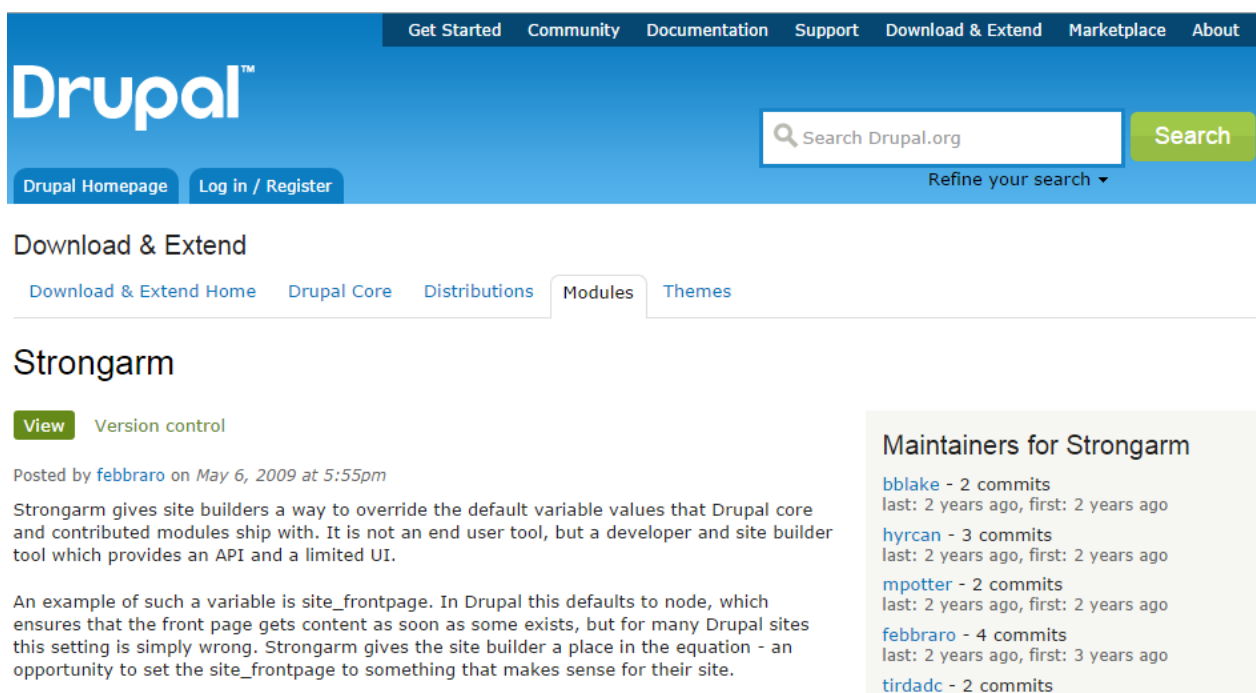 Get Started Community Documentation Support Download & Extend Marketplace About
Drupal™
Search Drupal.org Search
Refine your search
Drupal Homepage Log in / Register
Download & Extend
Download & Extend Home Drupal Core Distributions Modules Themes
Strongarm
View Version control
Posted by febbraro on May 6, 2009 at 5:55pm
Strongarm gives site builders a way to override the default variable values that Drupal core
and contributed modules ship with. It is not an end user tool, but a developer and site builder
tool which provides an API and a limited UI.
An example of such a variable is site_frontpage. In Drupal this defaults to node, which
ensures that the front page gets content as soon as some exists, but for many Drupal sites
this setting is simply wrong. Strongarm gives the site builder a place in the equation - an
opportunity to set the site_frontpage to something that makes sense for their site.
Maintainers for Strongarm
bblake - 2 commits
last: 2 years ago, first: 2 years ago
hyrcan - 3 commits
last: 2 years ago, first: 2 years ago
mpotter - 2 commits
last: 2 years ago, first: 2 years ago
febbraro - 4 commits
last: 2 years ago, first: 3 years ago
tirdadc - 2 commits